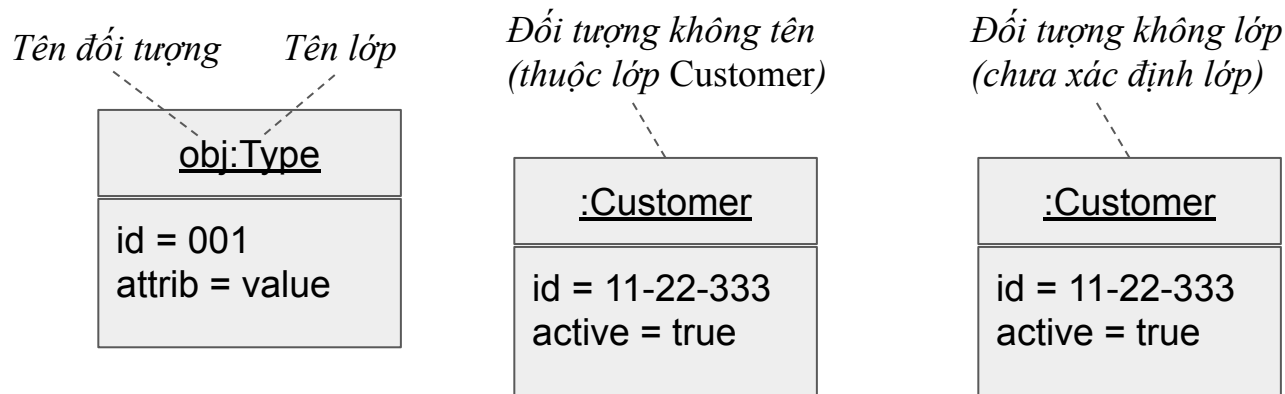 Tên đối tượng
Tên lớp
obj:Type
id = 001
attrib = value
Đối tượng không tên
(thuộc lớp Customer)
:Customer
id = 11-22-333
active = true
Đối tượng không lớp
(chưa xác định lớp)
:Customer
id = 11-22-333
active = true